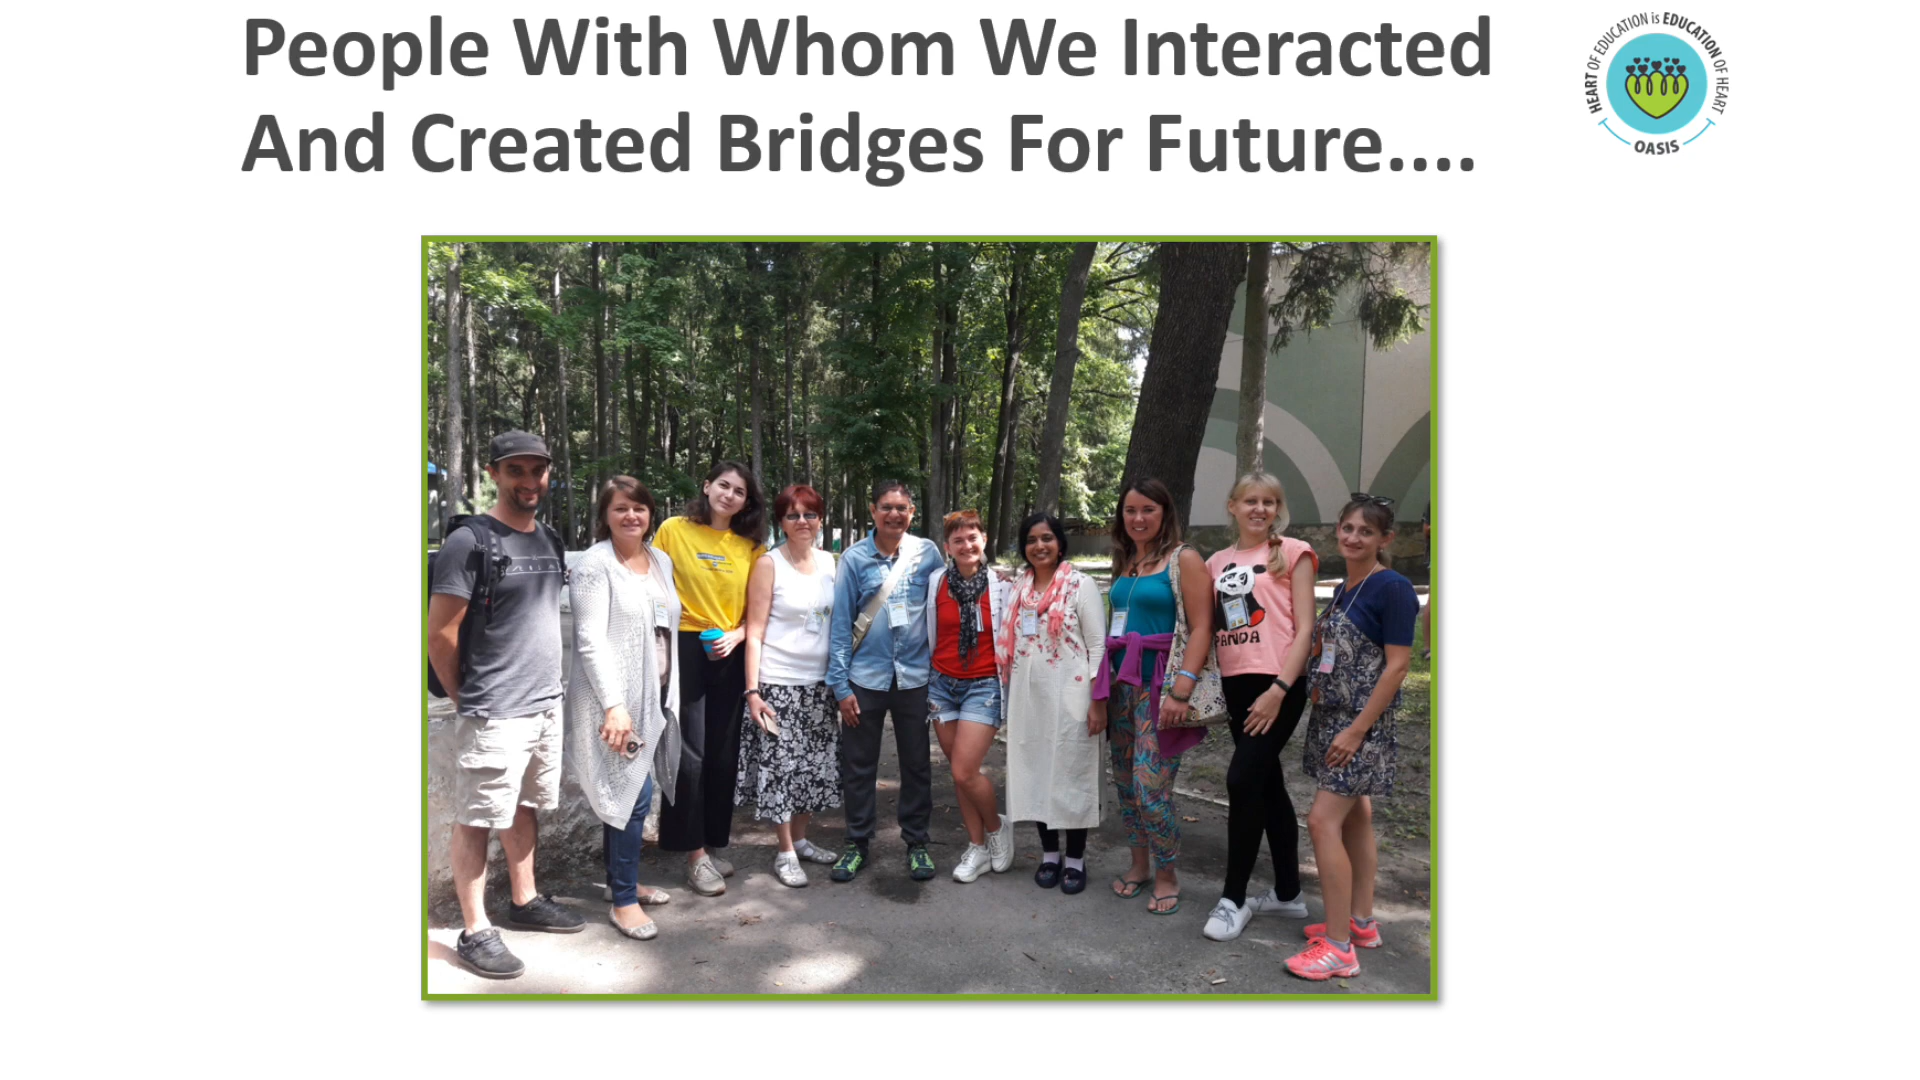 People With Whom We Interacted
And Created Bridges For Future....
HEART OF EDUCATION is EDUCATION OF HEART
OASIS
PANDA